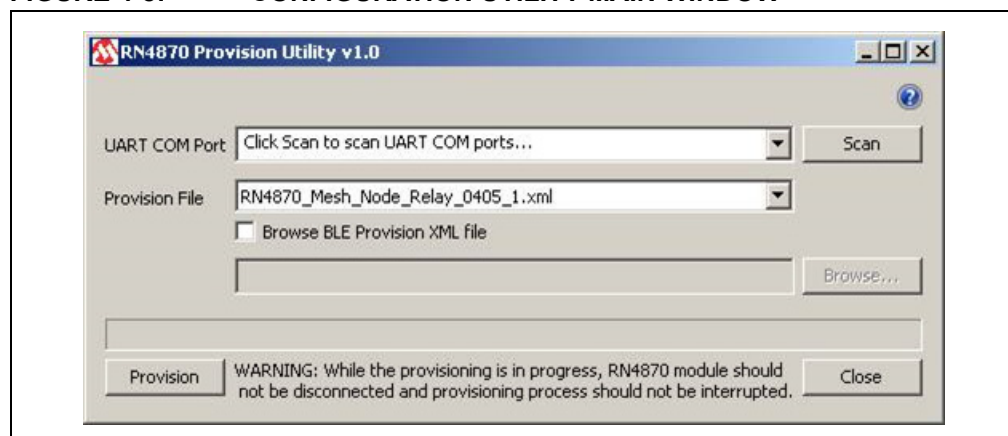 RN4870 Provision Utility v1.0
UART COM Port Click Scan to scan UART COM ports... Scan
Provision File RN4870_Mesh_Node_Relay_0405_1.xml
Browse BLE Provision XML file
Browse...
Provision WARNING: While the provisioning is in progress, RN4870 module should Close
not be disconnected and provisioning process should not be interrupted.